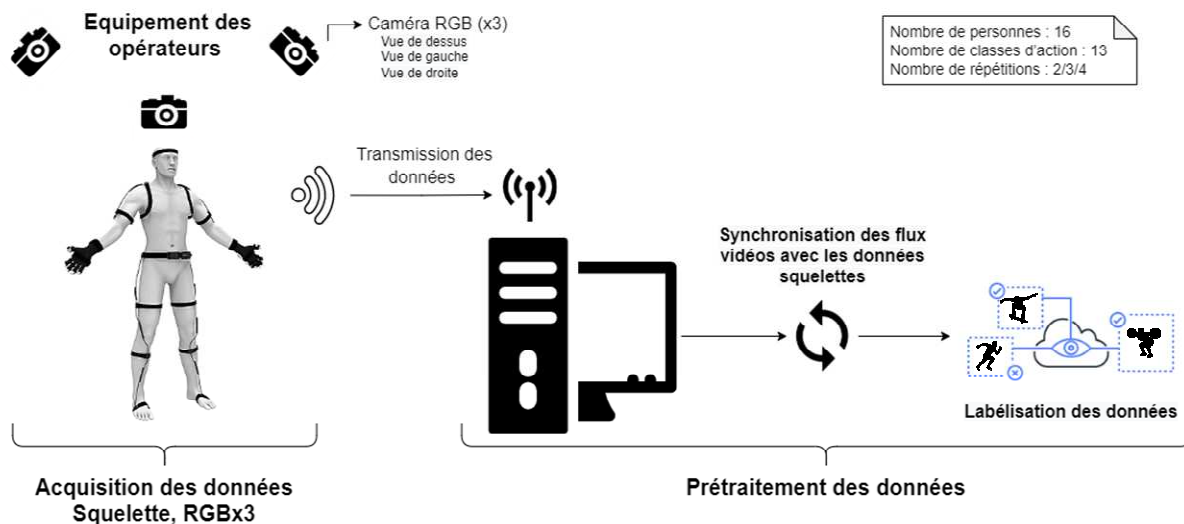 Equipement des
opérateurs
Caméra RGB (x3)
Vue de dessus
Vue de gauche
Vue de droite
Nombre de personnes : 16
Nombre de classes d'action : 13
Nombre de répétitions : 2/3/4
Transmission des
données
Synchronisation des flux
vidéos avec les données
squelettes
Labélisation des données
Acquisition des données
Squelette, RGBx3
Prétraitement des données